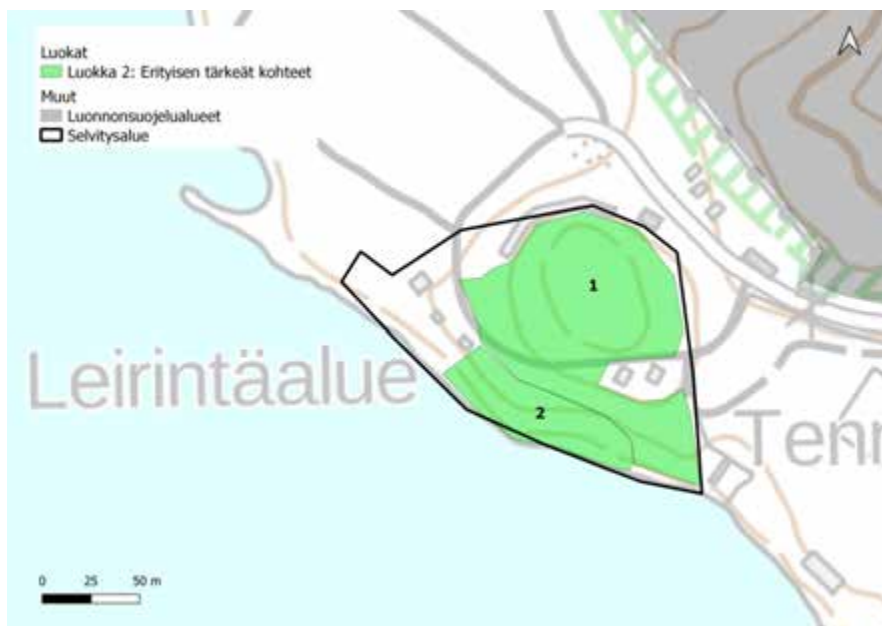 Luokat
Luokka 2: Erityisen tärkeät kohteet
Muut
Luonnonsuojelualueet
Selvitysalue
1
Leirintäalue
2
Tenn
0 25 50 m